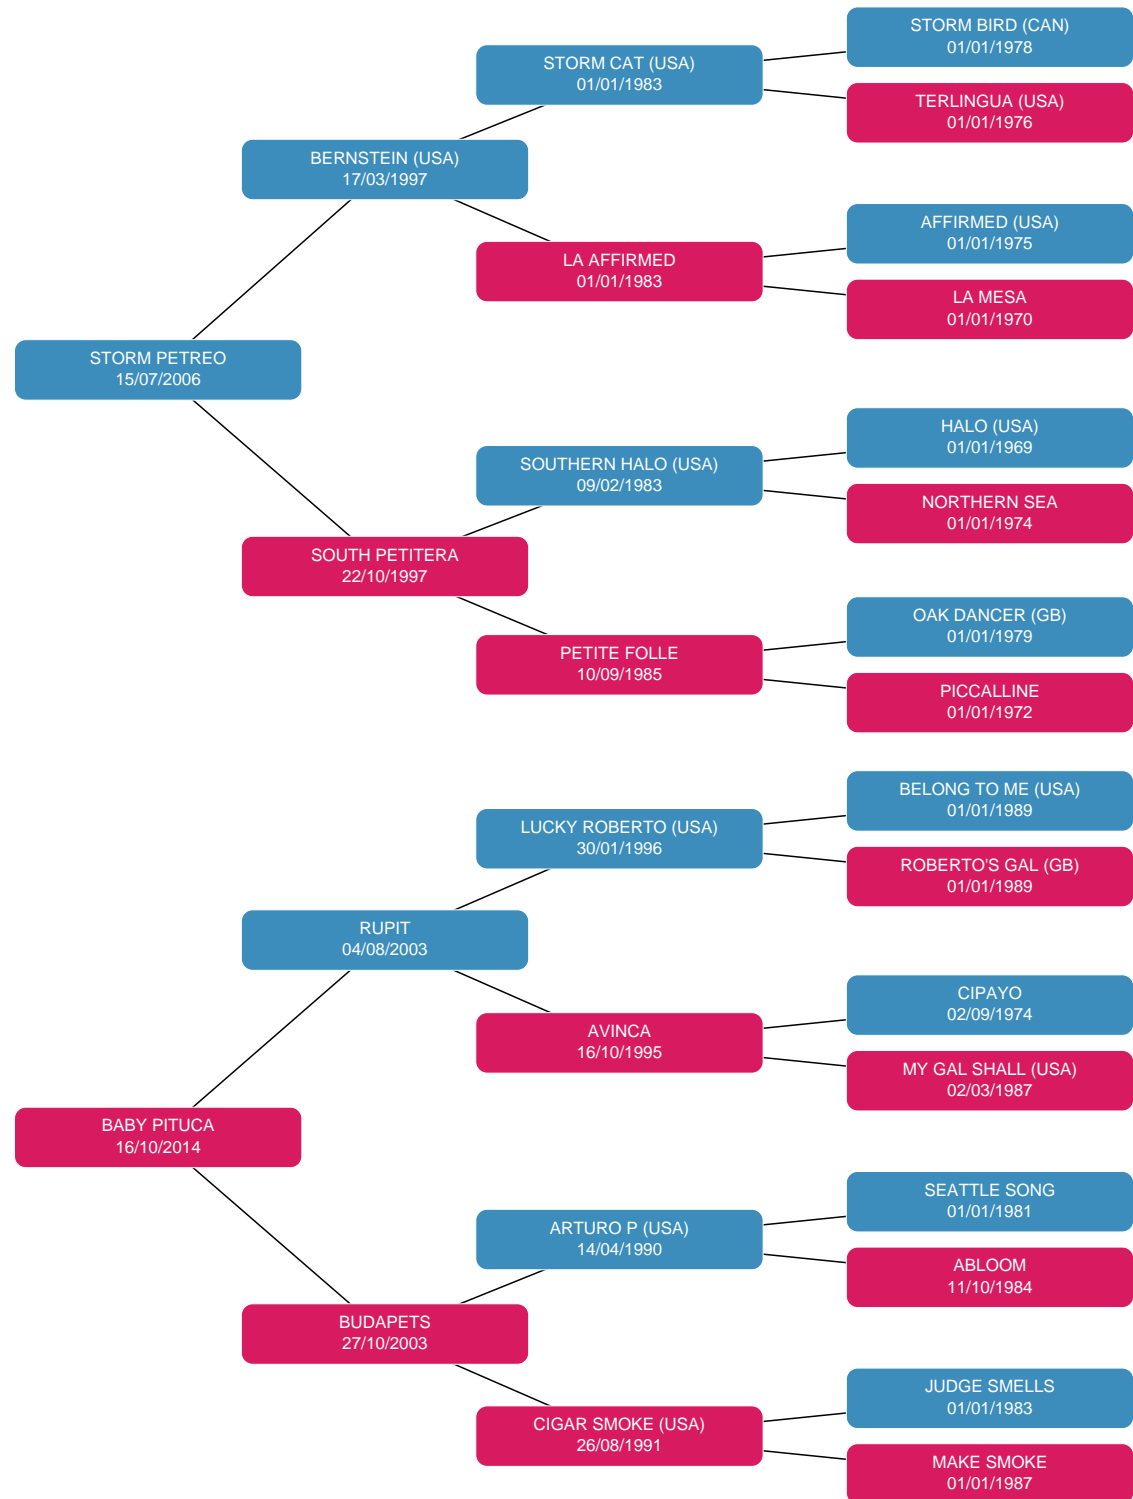 STORM BIRD (CAN)
01/01/1978
STORM CAT (USA)
01/01/1983
TERLINGUA (USA)
01/01/1976
BERNSTEIN (USA)
17/03/1997
AFFIRMED (USA)
01/01/1975
LA AFFIRMED
01/01/1983
LA MESA
01/01/1970
STORM PETREO
15/07/2006
HALO (USA)
01/01/1969
SOUTHERN HALO (USA)
09/02/1983
NORTHERN SEA
01/01/1974
SOUTH PETITERA
22/10/1997
OAK DANCER (GB)
01/01/1979
PETITE FOLLE
10/09/1985
PICCALLINE
01/01/1972
BELONG TO ME (USA)
01/01/1989
LUCKY ROBERTO (USA)
30/01/1996
ROBERTO'S GAL (GB)
01/01/1989
RUPIT
04/08/2003
CIPAYO
02/09/1974
AVINCA
16/10/1995
MY GAL SHALL (USA)
02/03/1987
BABY PITUCA
16/10/2014
SEATTLE SONG
01/01/1981
ARTURO P (USA)
14/04/1990
ABLOOM
11/10/1984
BUDAPETS
27/10/2003
JUDGE SMELLS
01/01/1983
CIGAR SMOKE (USA)
26/08/1991
MAKE SMOKE
01/01/1987